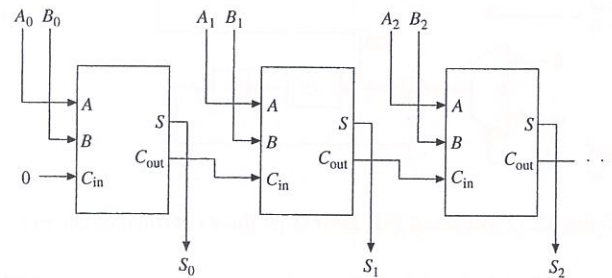 A₀ B₀ A₁ B₁ A₂ B₂
A A A
S S S
B B B
Cout Cout Cout . .
0 Cin Cin Cin
S₀ S₁ S₂